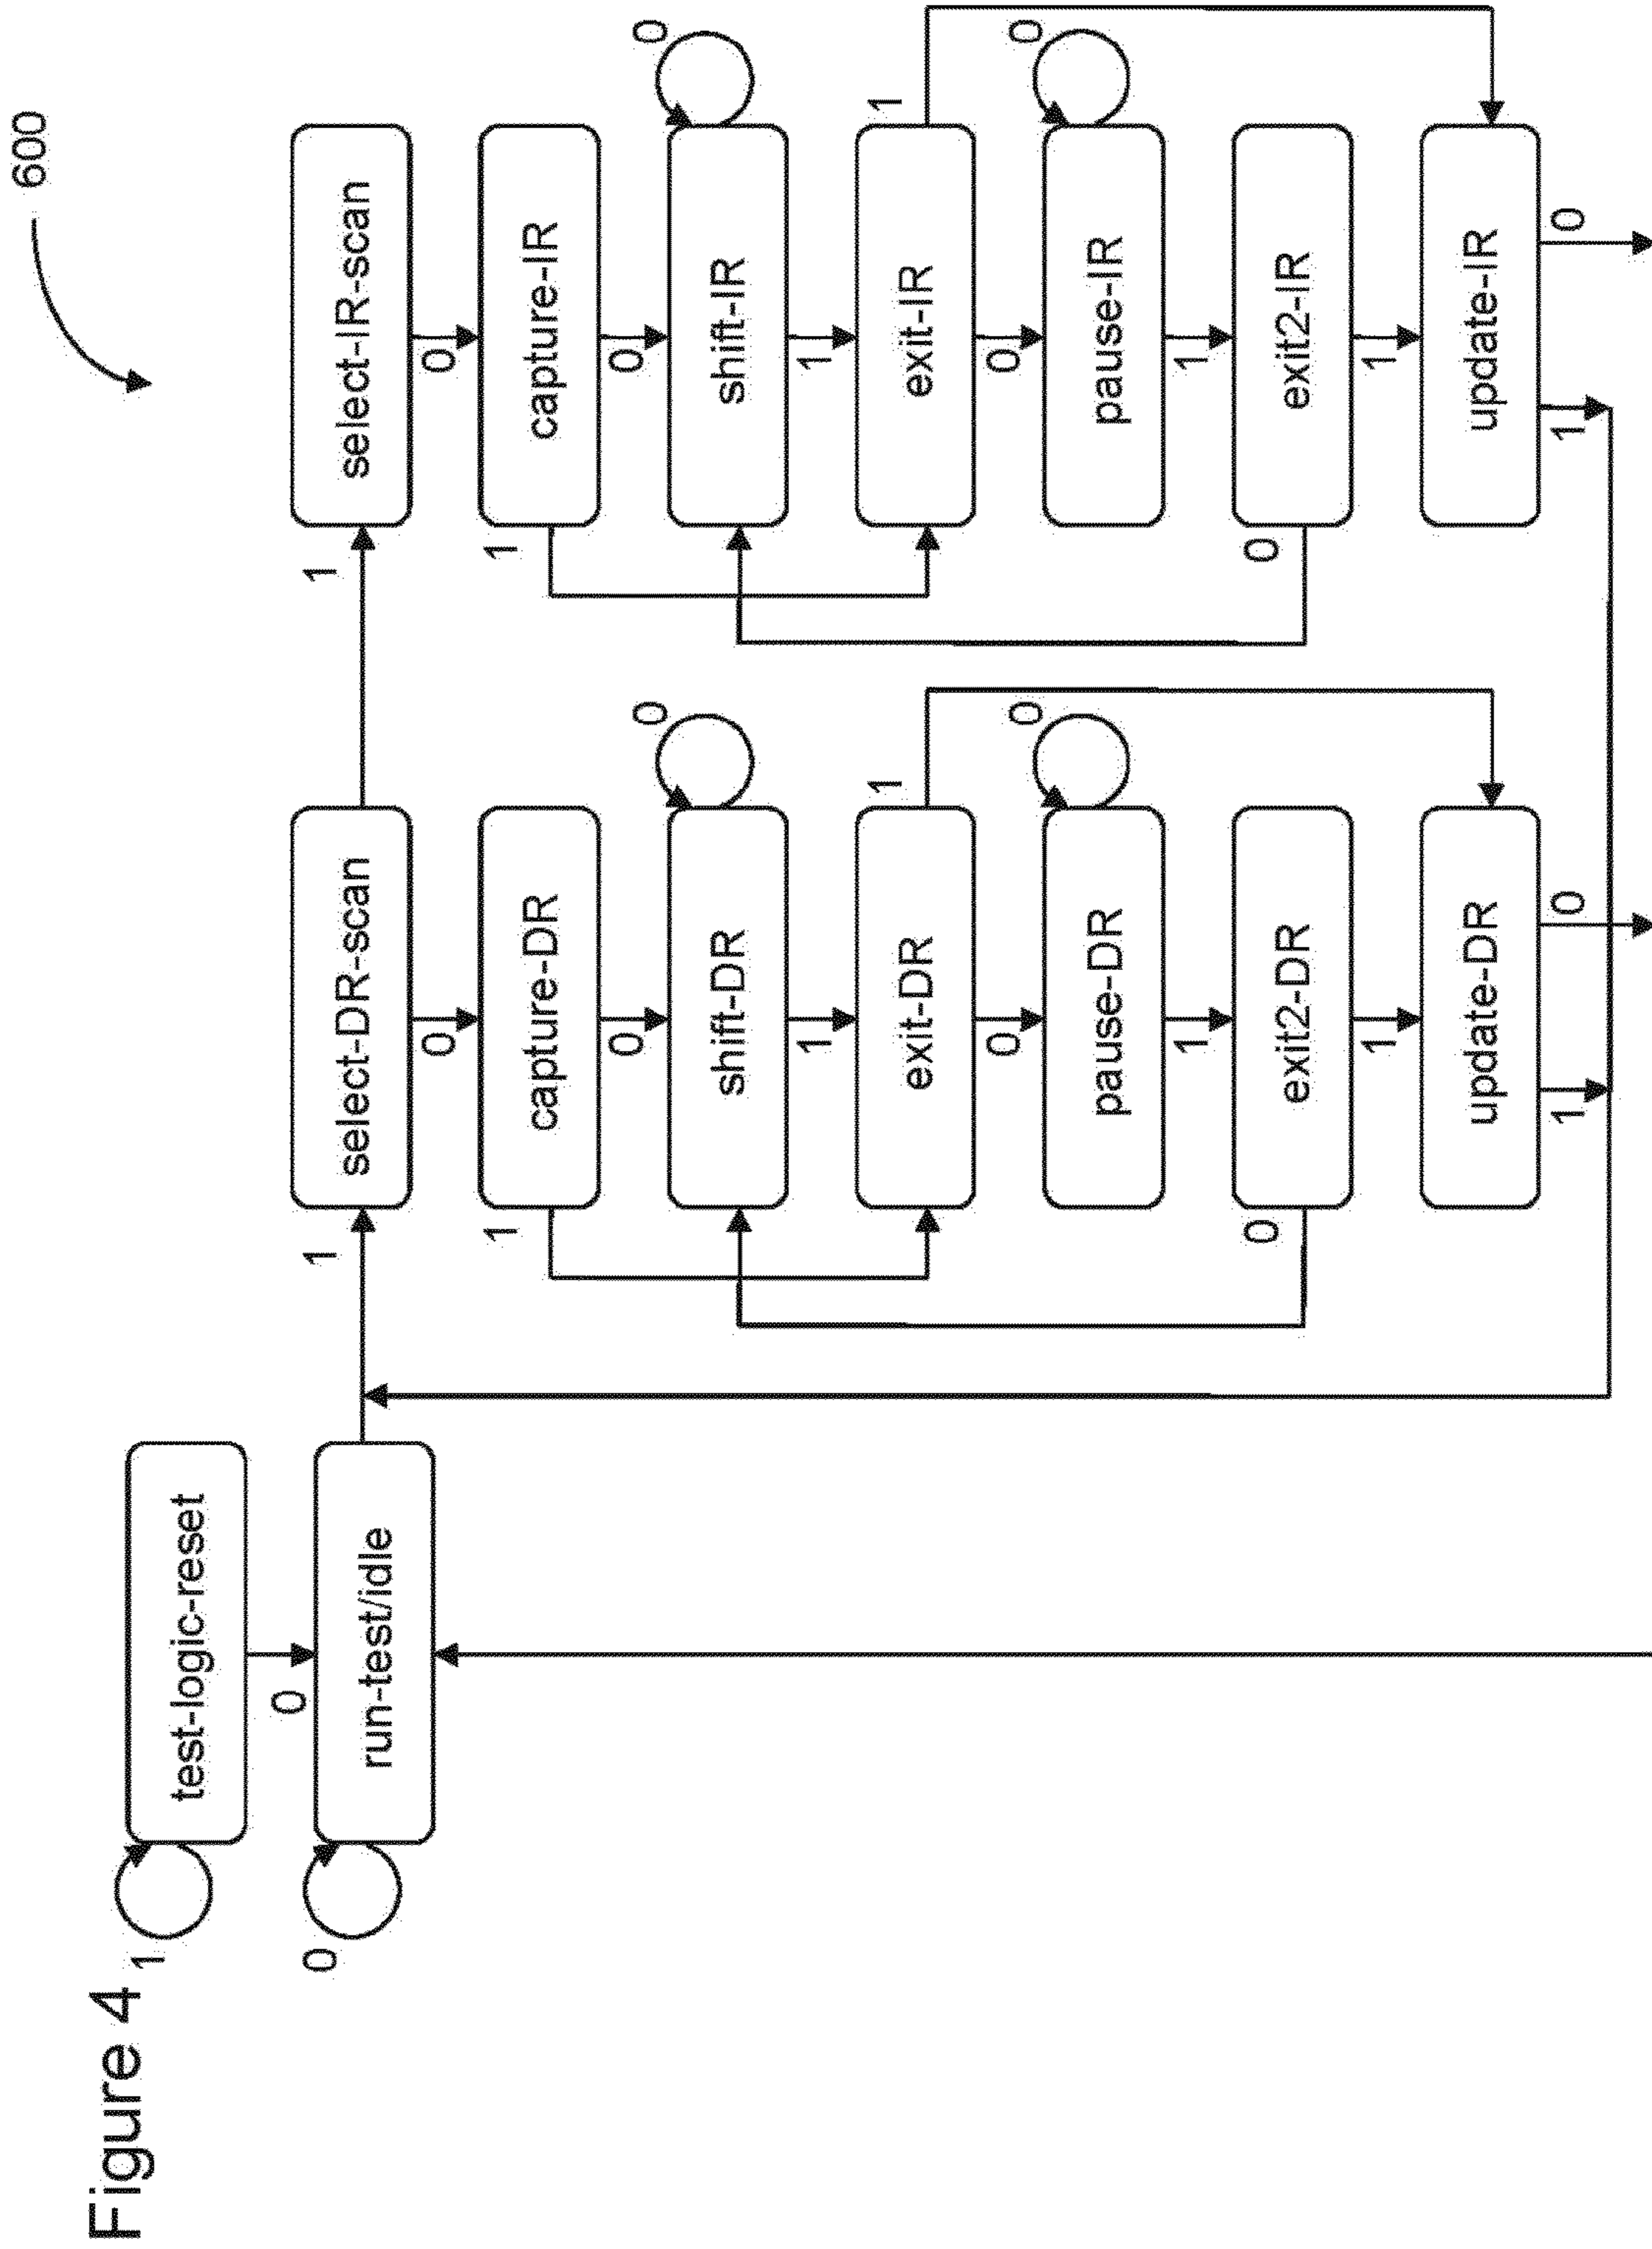 600
Figure 4
1
test-logic-reset
0
0
1
1
run-test/idle
select-DR-scan
select-IR-scan
0
0
1
1
capture-DR
capture-IR
0
0
0
0
shift-DR
shift-IR
1
1
1
1
exit-DR
exit-IR
0
0
0
0
pause-DR
pause-IR
1
1
0
0
exit2-DR
exit2-IR
1
1
update-DR
update-IR
1
0
1
0